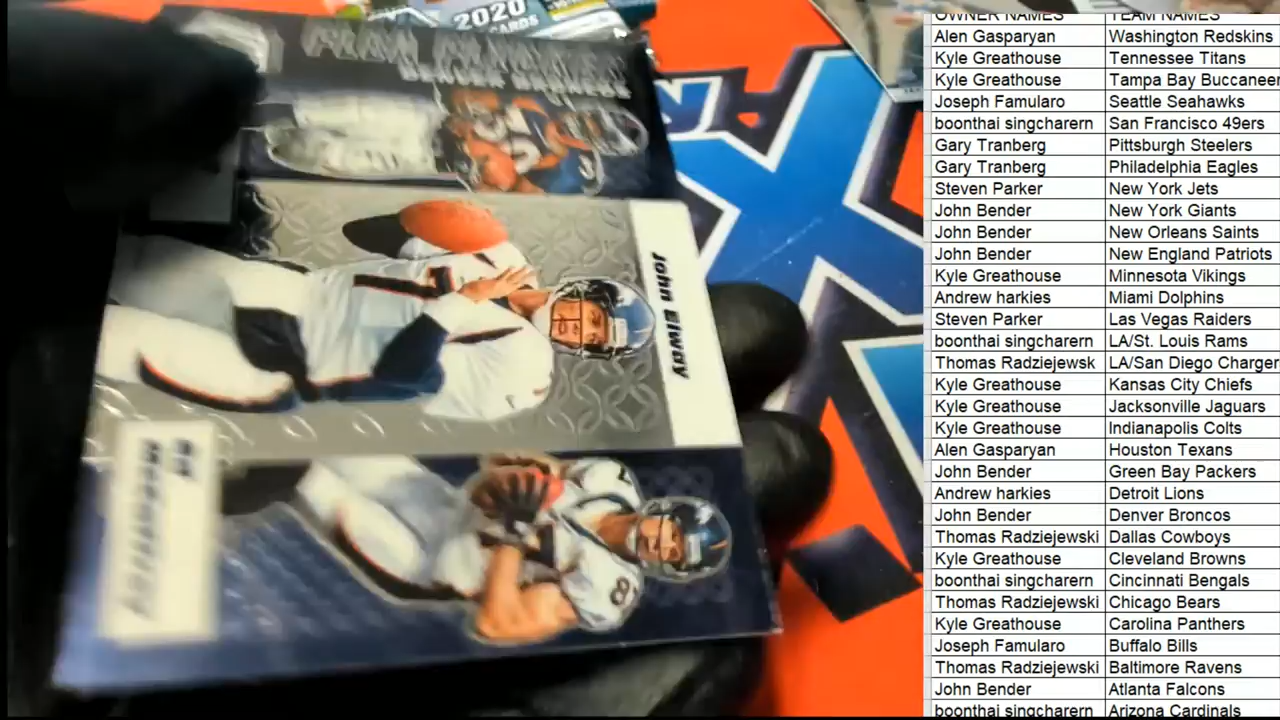 2020
CARDS
DENVER BRONCOS
John Elway
7
8
OWNER NAMES TEAM NAMES
Alen Gasparyan Washington Redskins
Kyle Greathouse Tennessee Titans
Kyle Greathouse Tampa Bay Buccaneer
Joseph Famularo Seattle Seahawks
boonthai singcharern San Francisco 49ers
Gary Tranberg Pittsburgh Steelers
Gary Tranberg Philadelphia Eagles
Steven Parker New York Jets
John Bender New York Giants
John Bender New Orleans Saints
John Bender New England Patriots
Kyle Greathouse Minnesota Vikings
Andrew harkies Miami Dolphins
Steven Parker Las Vegas Raiders
boonthai singcharern LA/St. Louis Rams
Thomas Radziejewsk LA/San Diego Charger
Kyle Greathouse Kansas City Chiefs
Kyle Greathouse Jacksonville Jaguars
Kyle Greathouse Indianapolis Colts
Alen Gasparyan Houston Texans
John Bender Green Bay Packers
Andrew harkies Detroit Lions
John Bender Denver Broncos
Thomas Radziejewski Dallas Cowboys
Kyle Greathouse Cleveland Browns
boonthai singcharern Cincinnati Bengals
Thomas Radziejewski Chicago Bears
Kyle Greathouse Carolina Panthers
Joseph Famularo Buffalo Bills
Thomas Radziejewski Baltimore Ravens
John Bender Atlanta Falcons
boonthai singcharern Arizona Cardinals